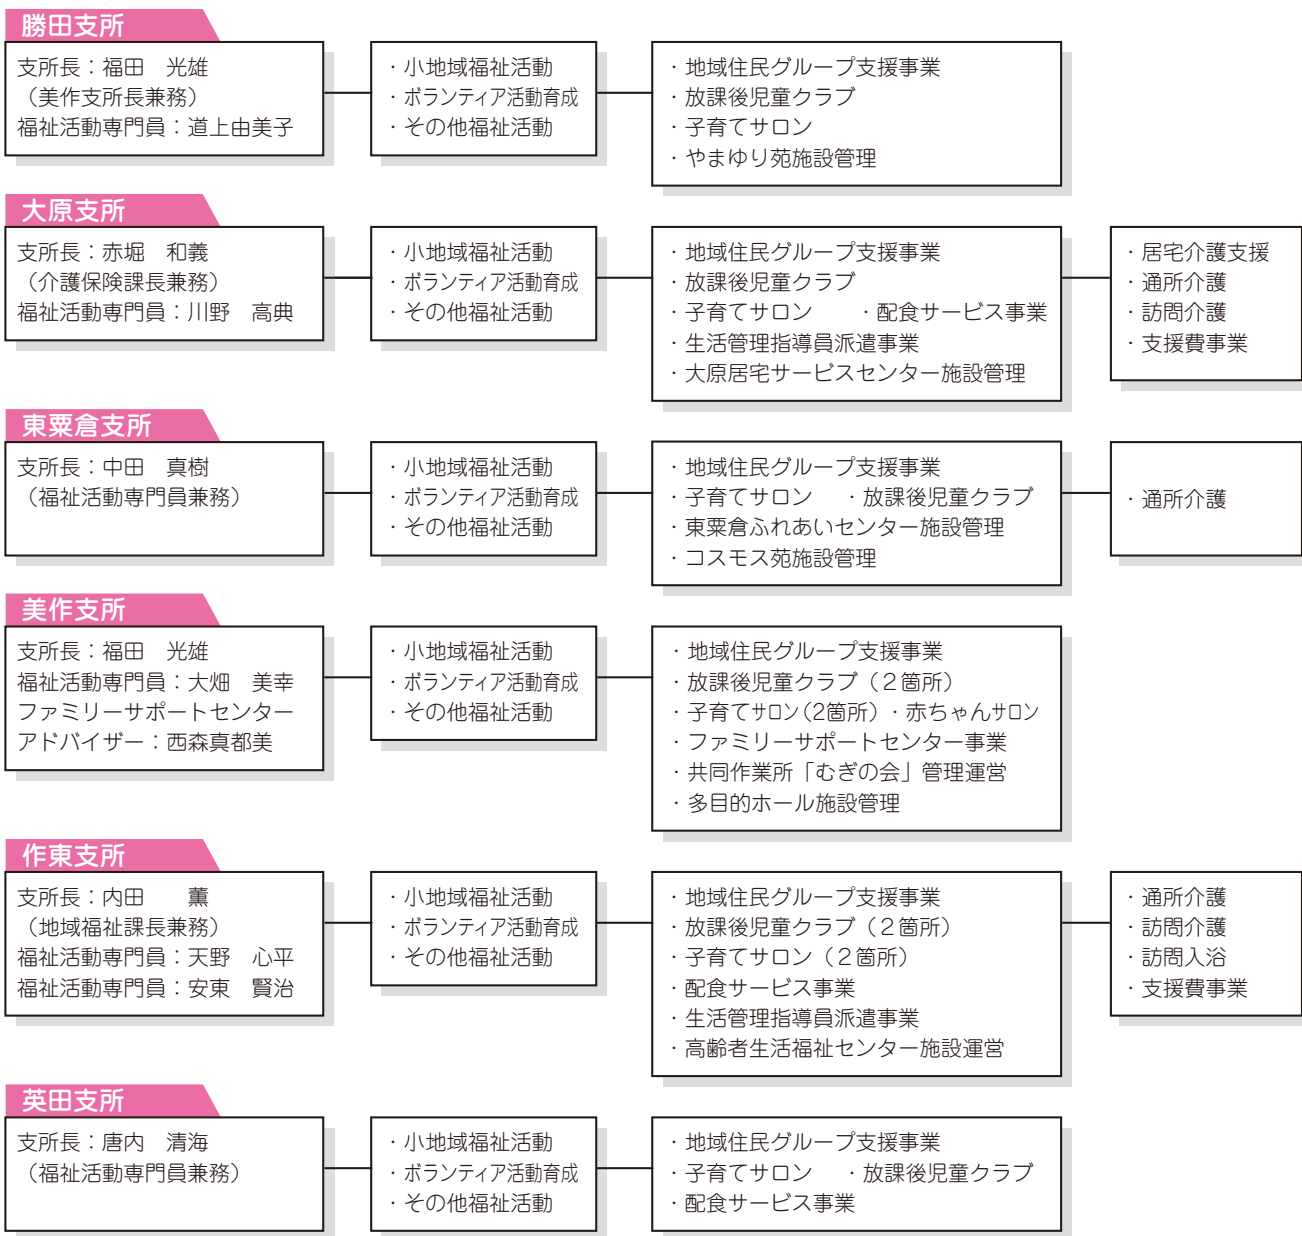 勝田支所
支所長：福田　光雄
（美作支所長兼務）
福祉活動専門員：道上由美子
・小地域福祉活動
・ボランティア活動育成
・その他福祉活動
・地域住民グループ支援事業
・放課後児童クラブ
・子育てサロン
・やまゆり苑施設管理
大原支所
支所長：赤堀　和義
（介護保険課長兼務）
福祉活動専門員：川野　高典
・小地域福祉活動
・ボランティア活動育成
・その他福祉活動
・地域住民グループ支援事業
・放課後児童クラブ
・子育てサロン　　・配食サービス事業
・生活管理指導員派遣事業
・大原居宅サービスセンター施設管理
・居宅介護支援
・通所介護
・訪問介護
・支援費事業
東粟倉支所
支所長：中田　真樹
（福祉活動専門員兼務）
・小地域福祉活動
・ボランティア活動育成
・その他福祉活動
・地域住民グループ支援事業
・子育てサロン　・放課後児童クラブ
・東粟倉ふれあいセンター施設管理
・コスモス苑施設管理
・通所介護
美作支所
支所長：福田　光雄
福祉活動専門員：大畑　美幸
ファミリーサポートセンター
アドバイザー：西森真都美
・小地域福祉活動
・ボランティア活動育成
・その他福祉活動
・地域住民グループ支援事業
・放課後児童クラブ（２箇所）
・子育てサロン（2箇所）・赤ちゃんサロン
・ファミリーサポートセンター事業
・共同作業所「むぎの会」管理運営
・多目的ホール施設管理
作東支所
支所長：内田　　薫
（地域福祉課長兼務）
福祉活動専門員：天野　心平
福祉活動専門員：安東　賢治
・小地域福祉活動
・ボランティア活動育成
・その他福祉活動
・地域住民グループ支援事業
・放課後児童クラブ（２箇所）
・子育てサロン（２箇所）
・配食サービス事業
・生活管理指導員派遣事業
・高齢者生活福祉センター施設運営
・通所介護
・訪問介護
・訪問入浴
・支援費事業
英田支所
支所長：唐内　清海
（福祉活動専門員兼務）
・小地域福祉活動
・ボランティア活動育成
・その他福祉活動
・地域住民グループ支援事業
・子育てサロン　　・放課後児童クラブ
・配食サービス事業